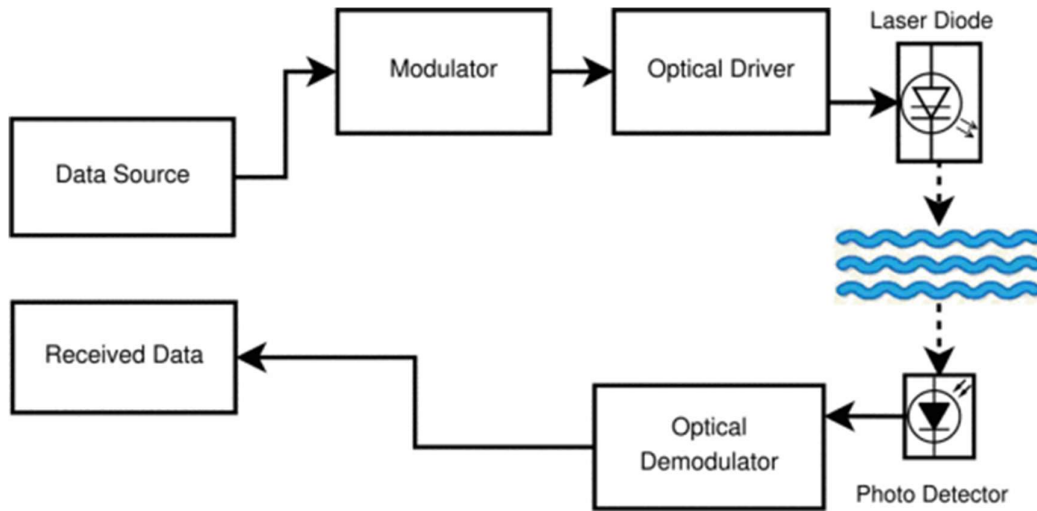 Laser Diode
Modulator
Optical Driver
Data Source
Received Data
Optical
Demodulator
Photo Detector